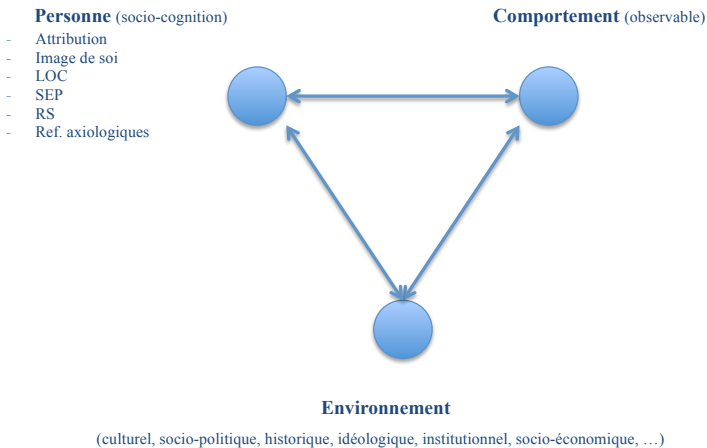 Personne (socio-cognition)
- Attribution
- Image de soi
- LOC
- SEP
- RS
- Ref. axiologiques
Comportement (observable)
Environnement
(culturel, socio-politique, historique, idéologique, institutionnel, socio-économique, …)